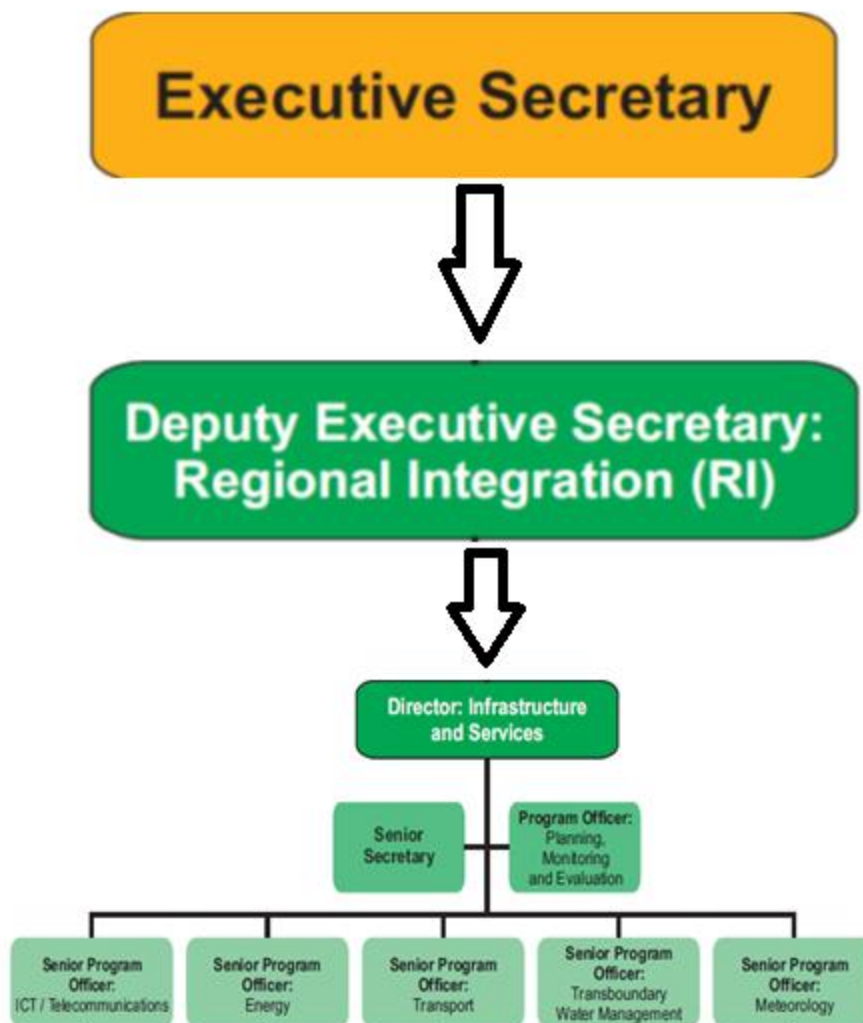 Executive Secretary
Deputy Executive Secretary:
Regional Integration (RI)
Director: Infrastructure
and Services
Senior
Secretary
Program Officer:
Planning,
Monitoring
and Evaluation
Senior Program
Officer:
ICT / Telecommunications
Senior Program
Officer:
Energy
Senior Program
Officer:
Transport
Senior Program
Officer:
Transboundary
Water Management
Senior Program
Officer:
Meteorology